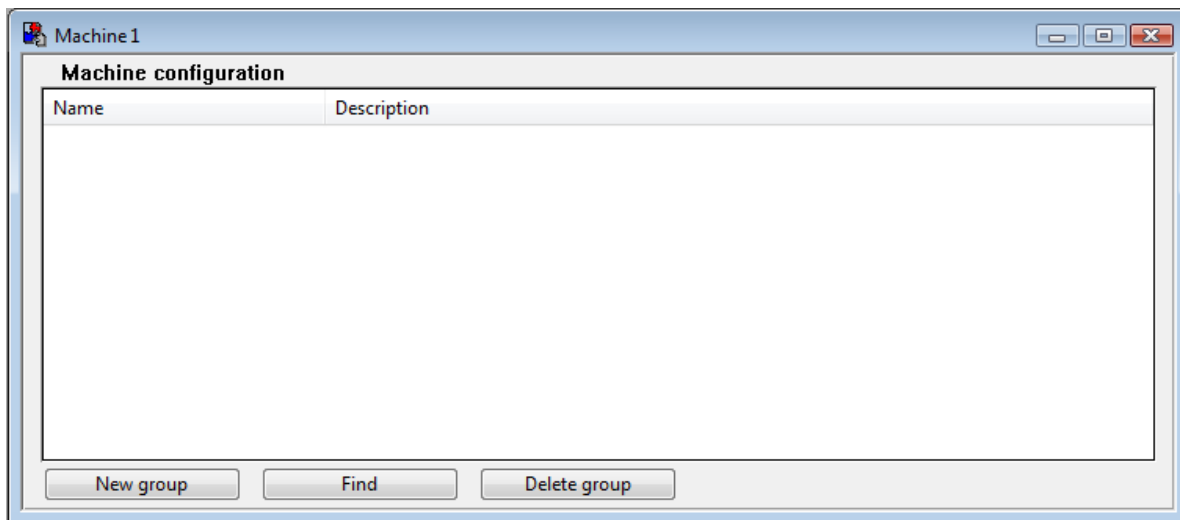 Machine 1
Machine configuration
Name Description
New group Find Delete group